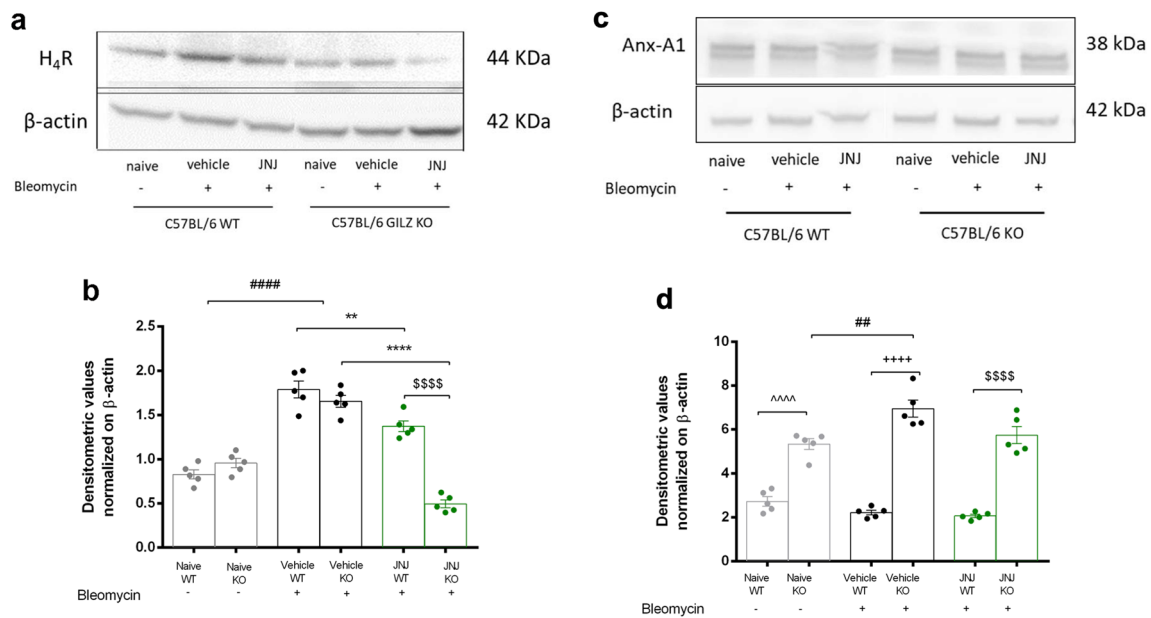 a
H₄R
44 KDa
β-actin
42 KDa
naive vehicle JNJ naive vehicle JNJ
Bleomycin - + + - + +
C57BL/6 WT C57BL/6 GILZ KO
c
Anx-A1
38 kDa
β-actin
42 kDa
naive vehicle JNJ naive vehicle JNJ
Bleomycin - + + - + +
C57BL/6 WT C57BL/6 KO
b
####
**
****
$$$$
Densitometric values
normalized on β-actin
2.5
2.0
1.5
1.0
0.5
0.0
Naive Naive Vehicle Vehicle JNJ JNJ
WT KO WT KO WT KO
Bleomycin - - + + + +
d
##
++++
^^^^
$$$$
Densitometric values
normalized on β-actin
10
8
6
4
2
0
Naive Naive Vehicle Vehicle JNJ JNJ
WT KO WT KO WT KO
Bleomycin - - + + + +